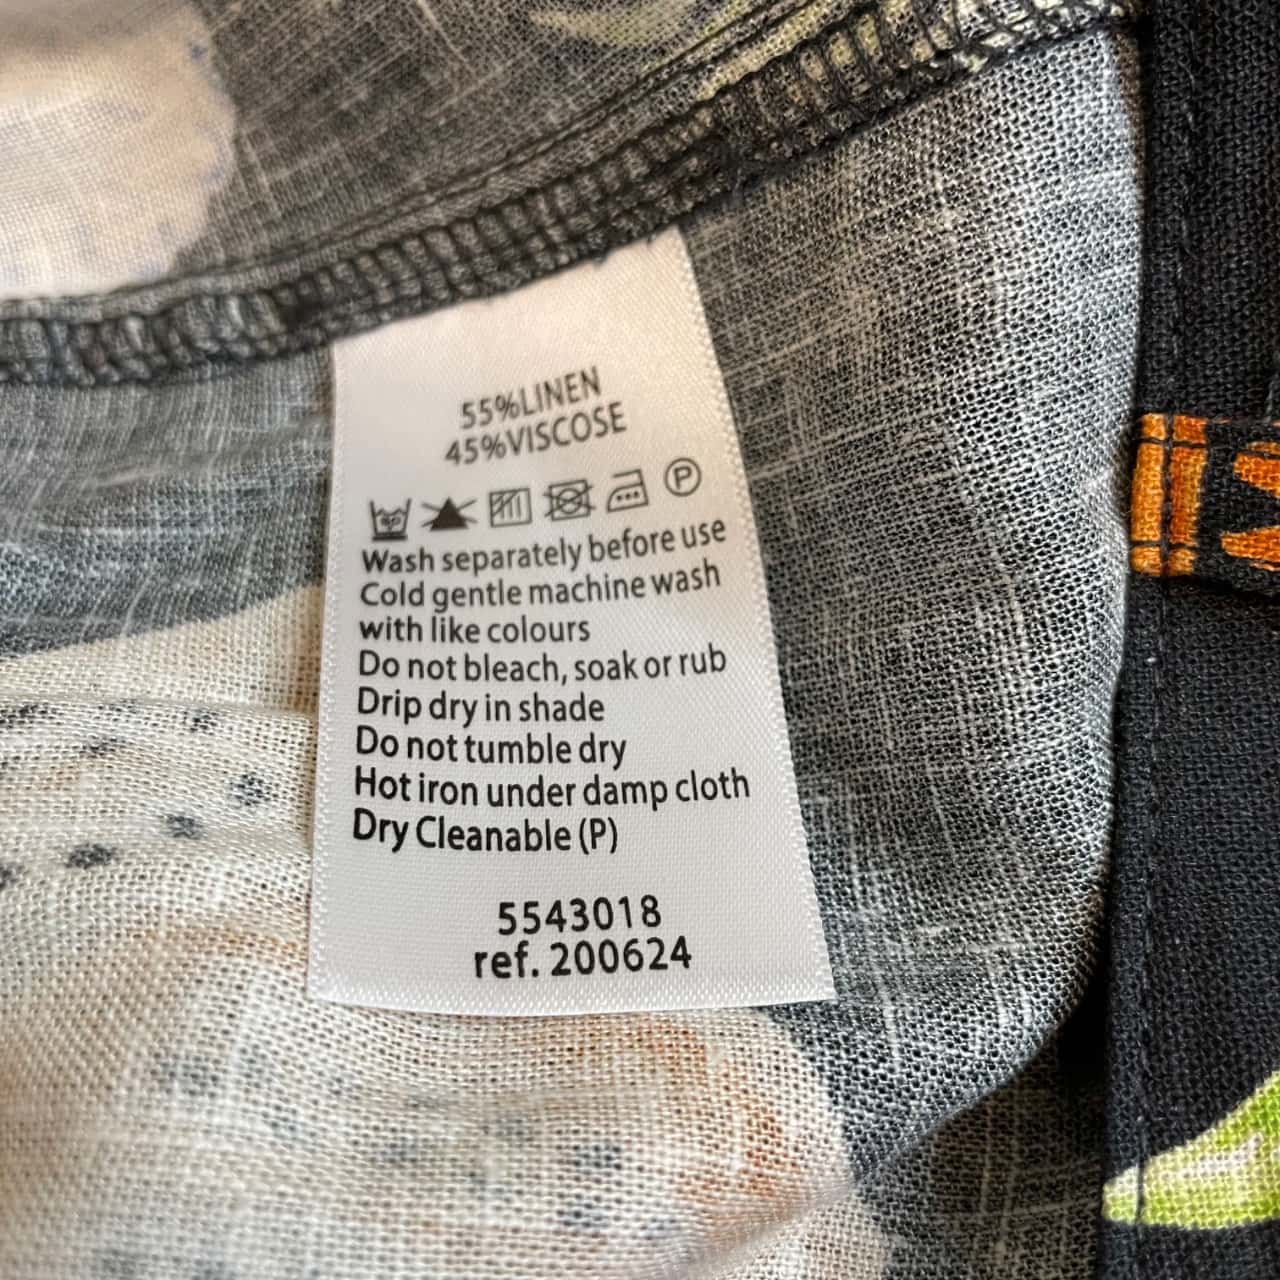 55%LINEN
45%VISCOSE
P
Wash separately before use
Cold gentle machine wash
with like colours
Do not bleach, soak or rub
Drip dry in shade
Do not tumble dry
Hot iron under damp cloth
Dry Cleanable (P)
5543018
ref. 200624